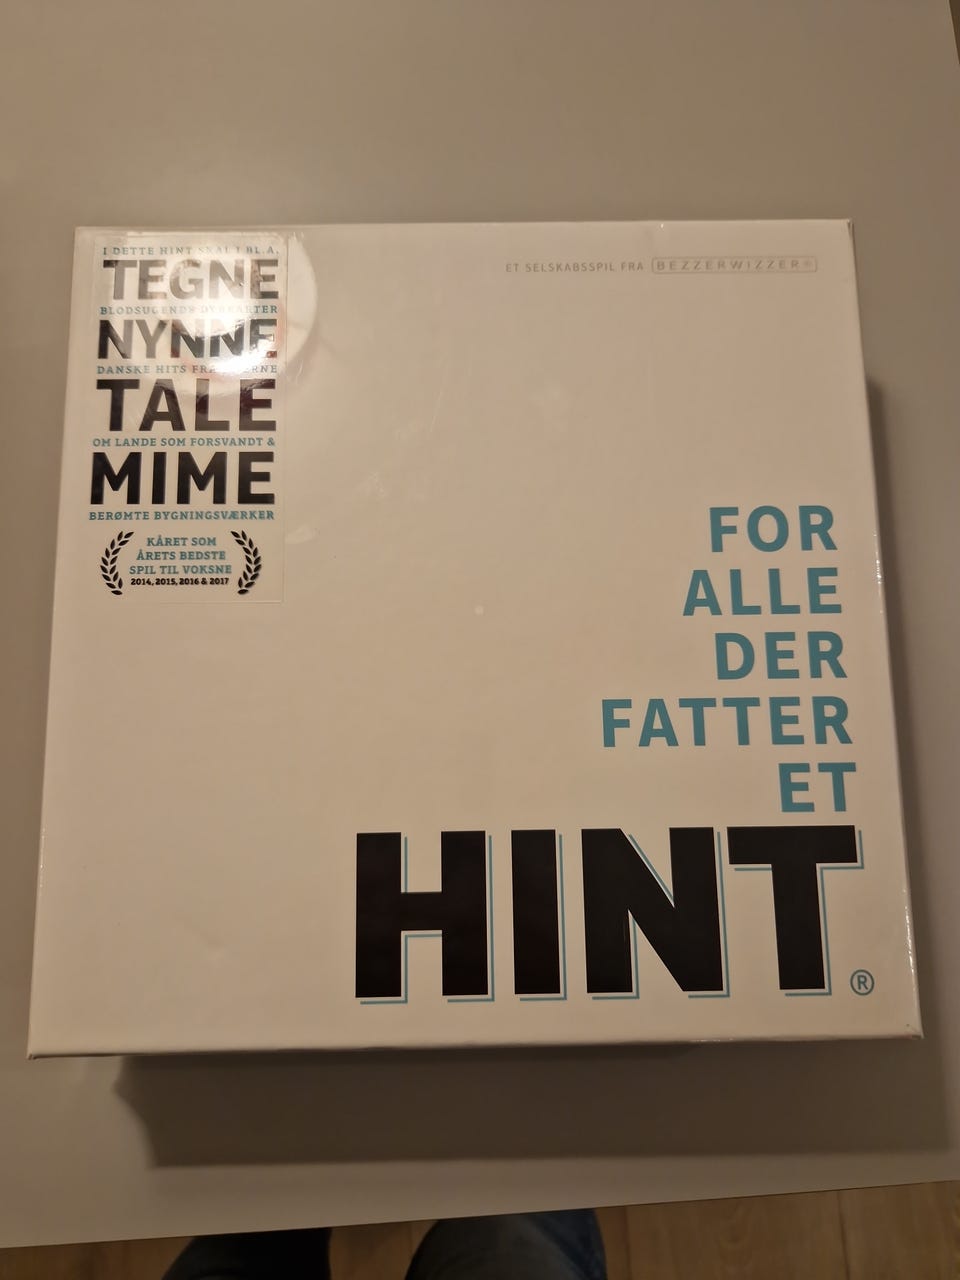 I DETTE HINT SKAL I BL.A.
TEGNE
BLODSUGENDE DYREARTER
NYNNE
DANSKE HITS FRA
TALE
OM LANDE SOM FORSVANDT &
MIME
BERØMTE BYGNINGSVÆRKER
KÅRET SOM
ÅRETS BEDSTE
SPIL TIL VOKSNE
2014, 2015, 2016 & 2017
ET SELSKABSSPIL FRA BEZZERWIZZER®
FOR
ALLE
DER
FATTER
ET
HINT®